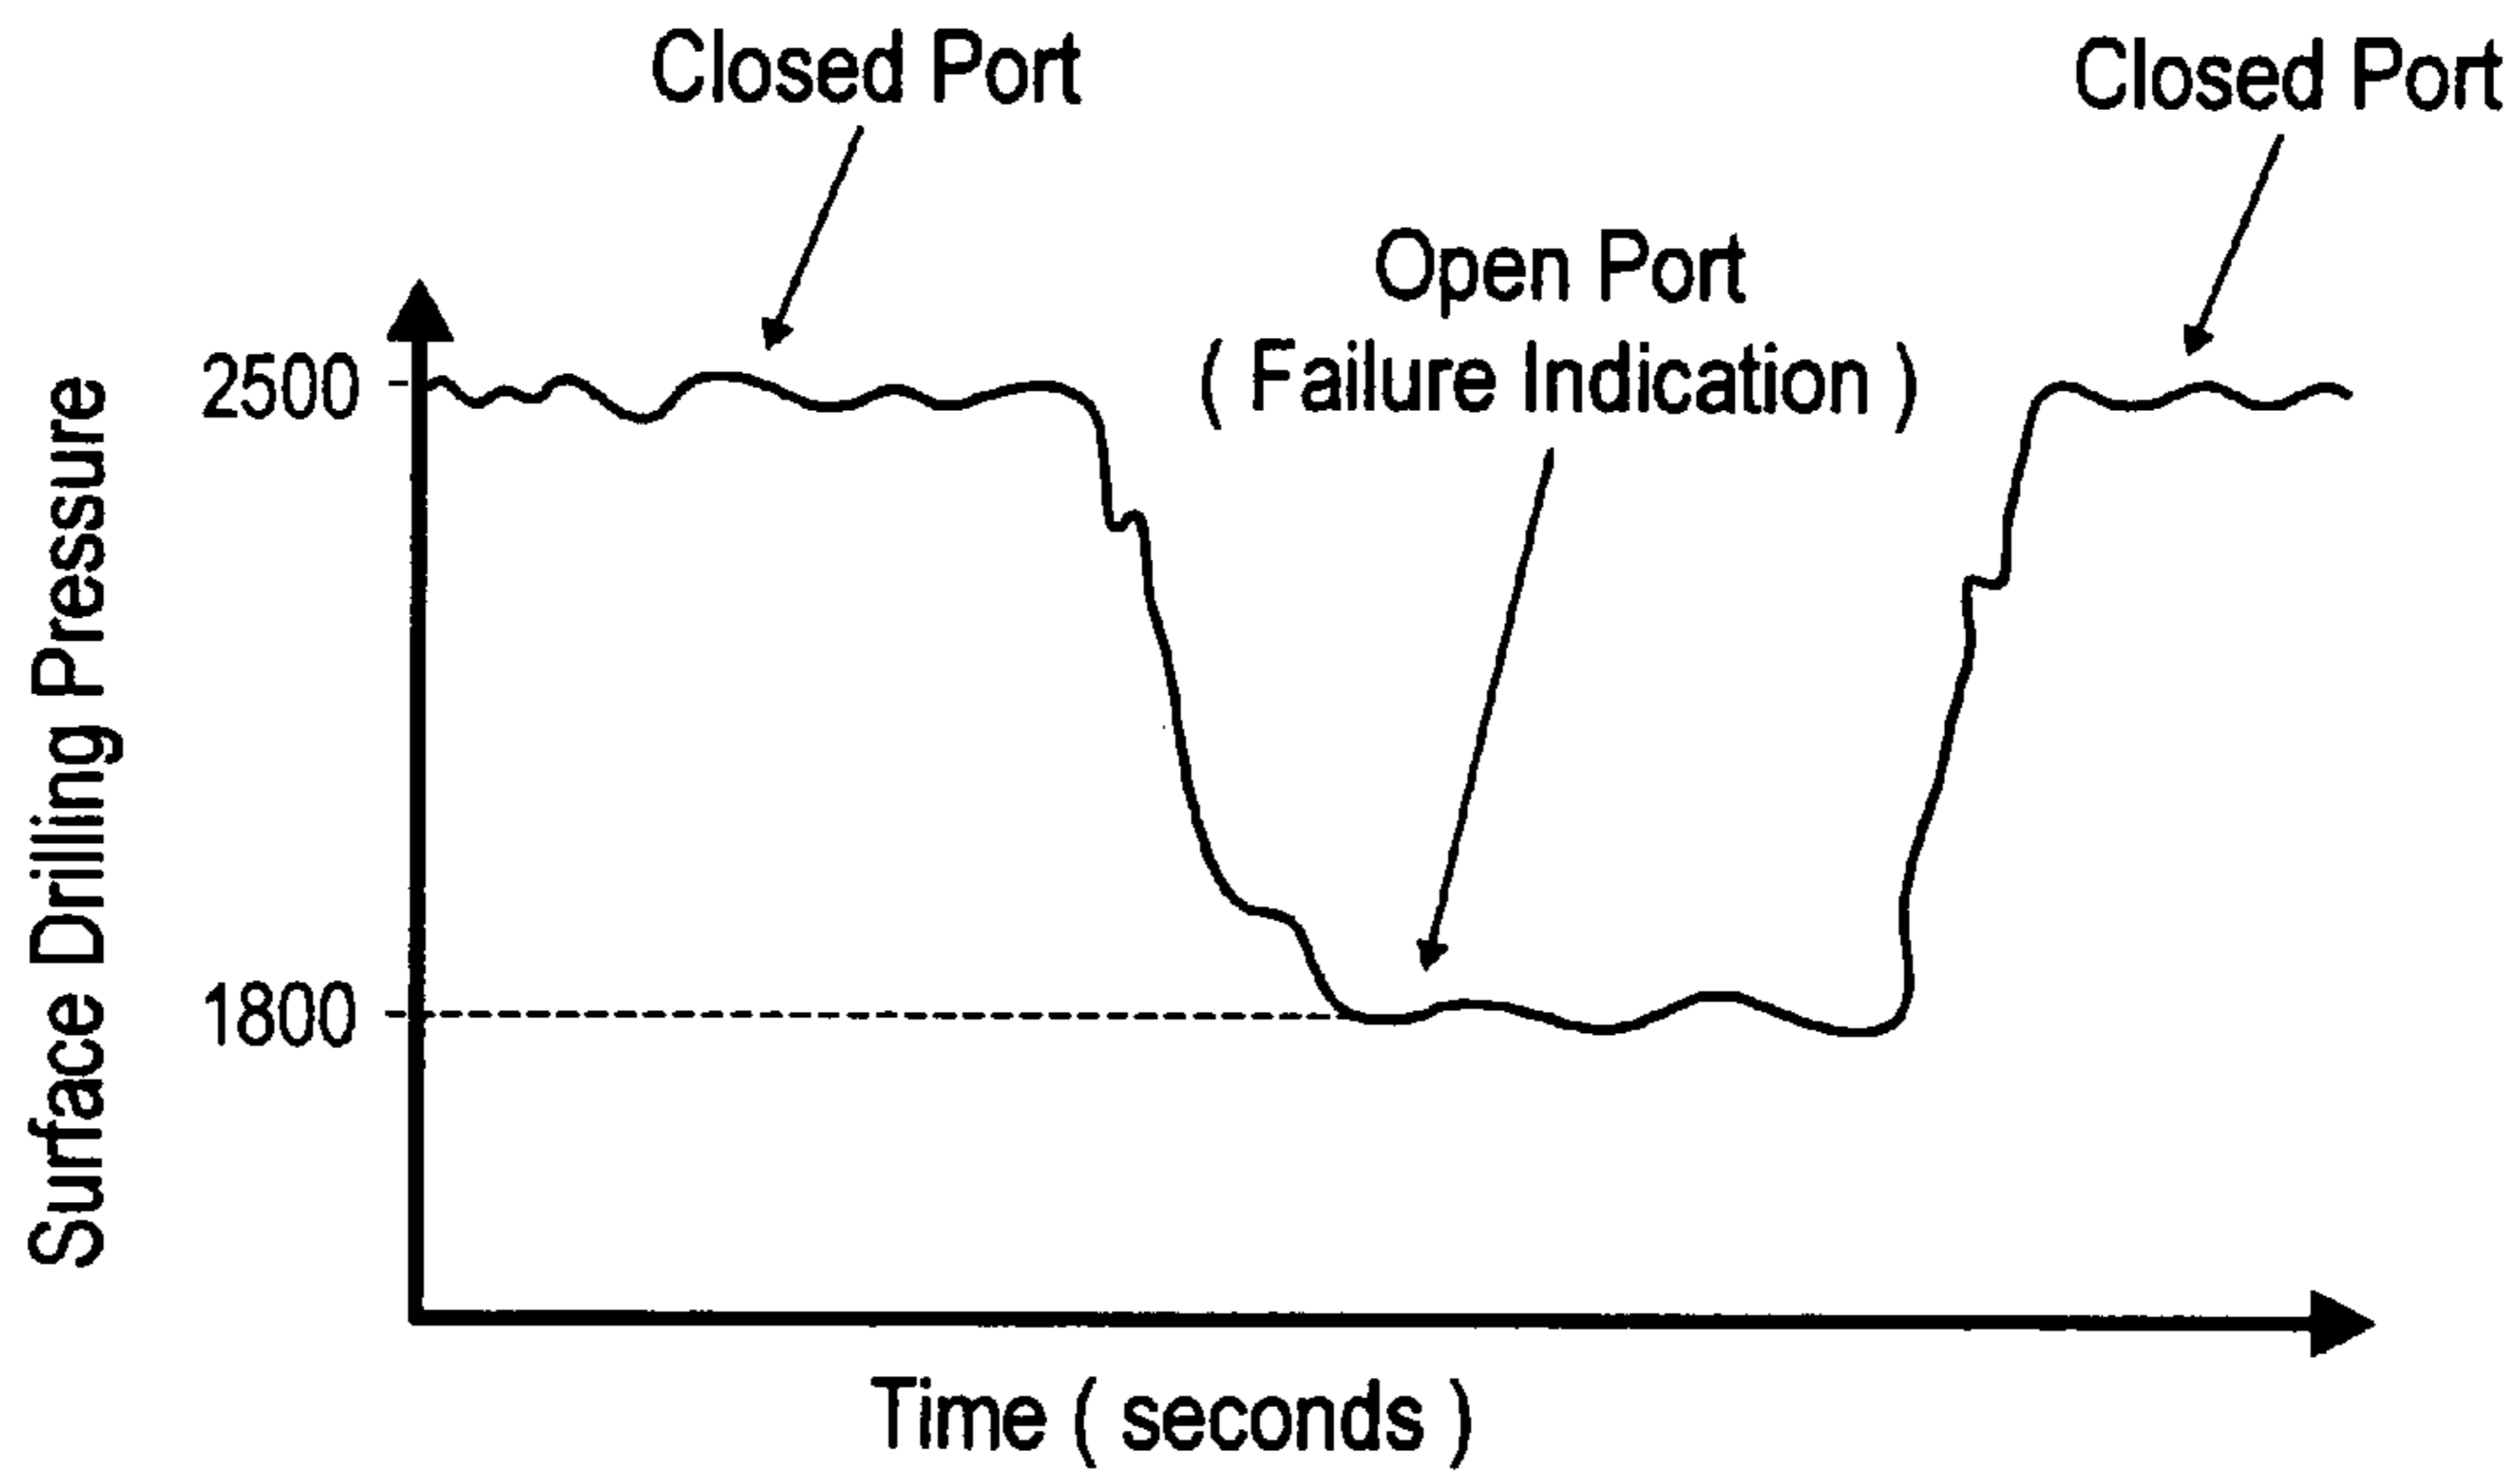 Closed Port
Closed Port
Open Port
( Failure Indication )
2500
1800
Surface Drilling Pressure
Time ( seconds )